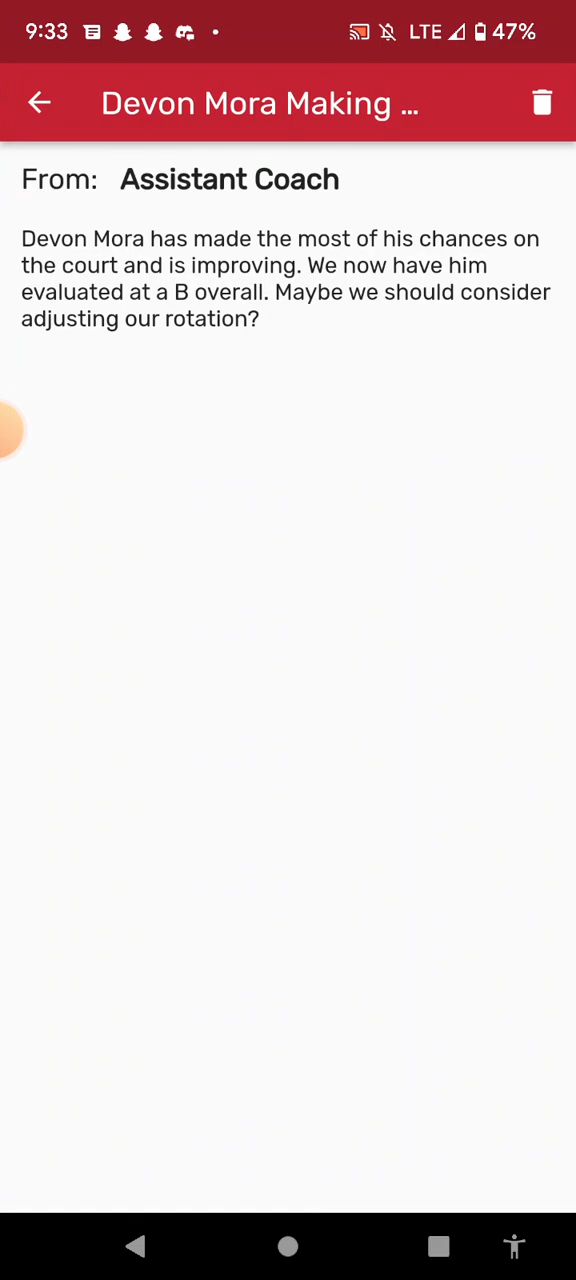 9:33 LTE 47%
Devon Mora Making ...
From: Assistant Coach
Devon Mora has made the most of his chances on
the court and is improving. We now have him
evaluated at a B overall. Maybe we should consider
adjusting our rotation?